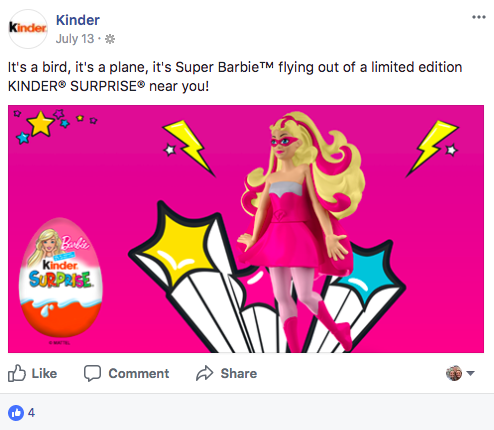 Kinder
Kinder
July 13
It's a bird, it's a plane, it's Super Barbie™ flying out of a limited edition
KINDER® SURPRISE® near you!
Barbie
Kinder
SURPRISE
Like
Comment
Share
4